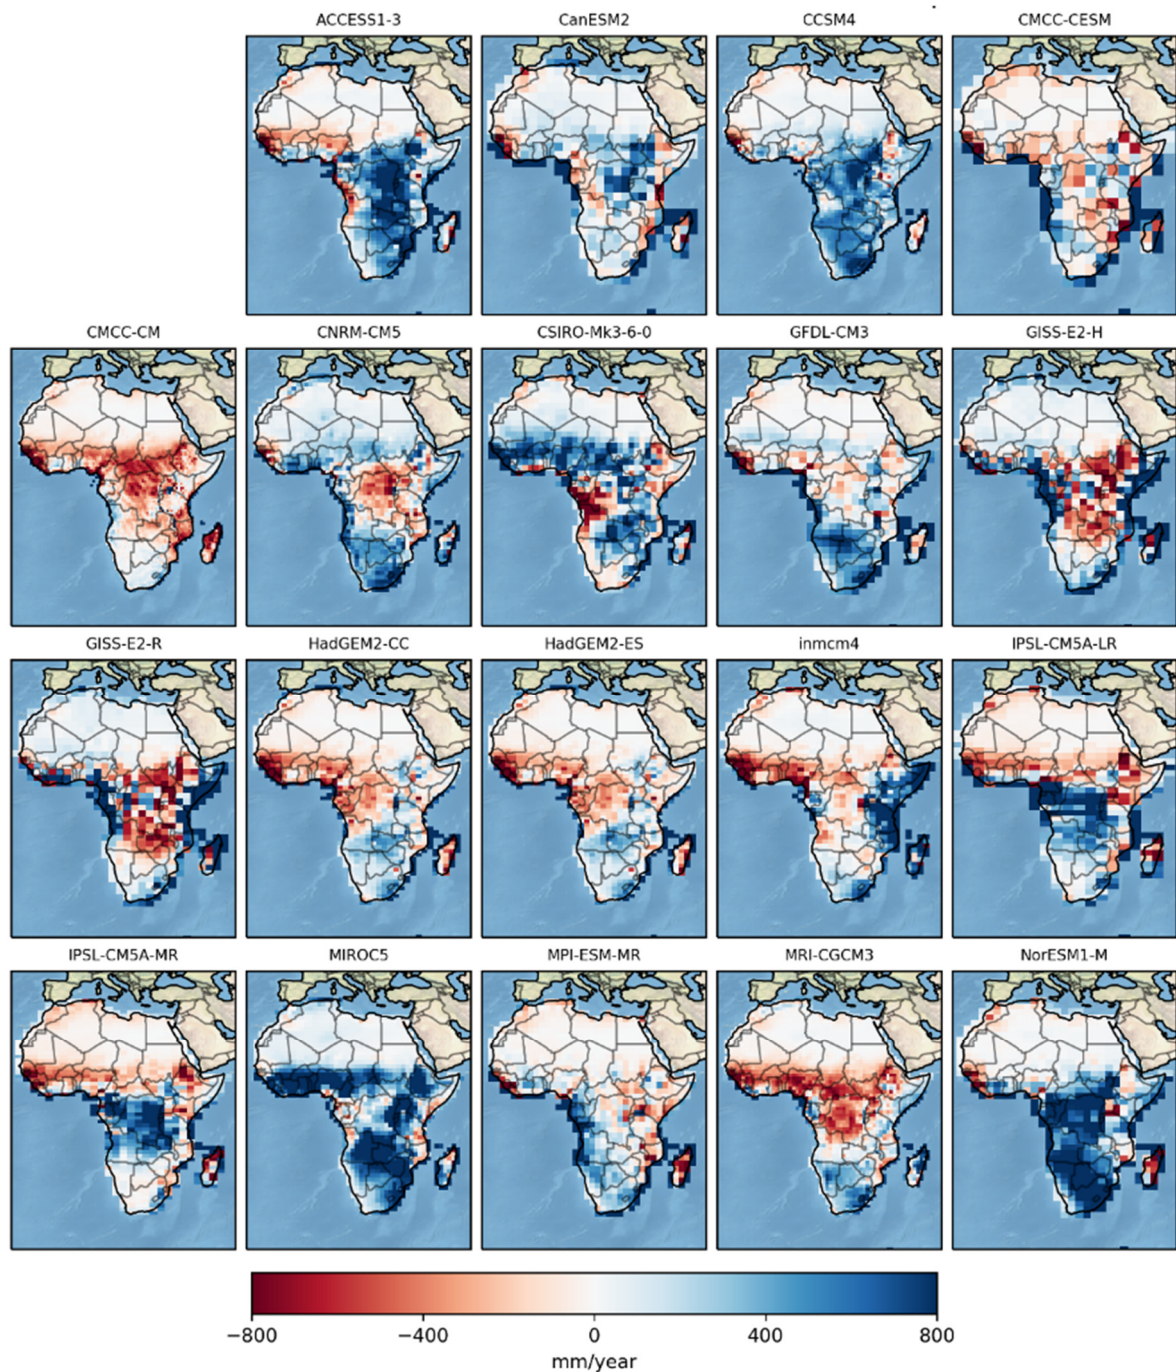 ACCESS1-3 CanESM2 CCSM4 CMCC-CESM
CMCC-CM CNRM-CM5 CSIRO-Mk3-6-0 GFDL-CM3 GISS-E2-H
GISS-E2-R HadGEM2-CC HadGEM2-ES inmcm4 IPSL-CM5A-LR
IPSL-CM5A-MR MIROC5 MPI-ESM-MR MRI-CGCM3 NorESM1-M
−800 −400 0 400 800
mm/year